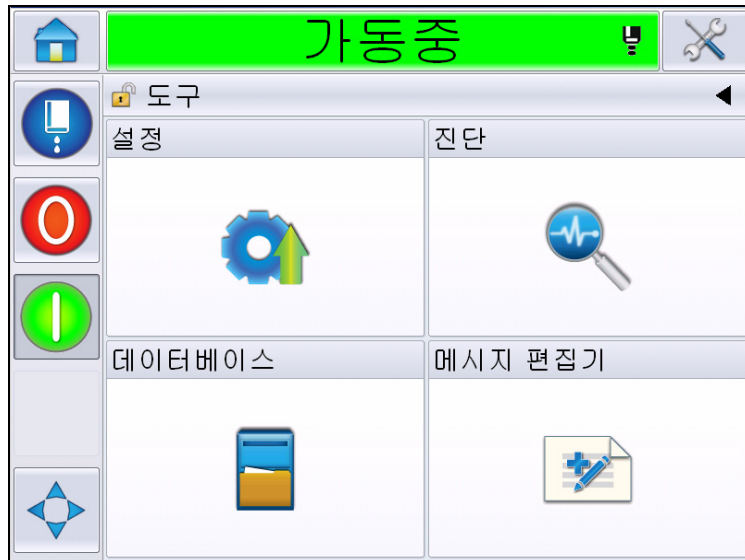 가동중
도구
설정
진단
데이터베이스
메시지 편집기